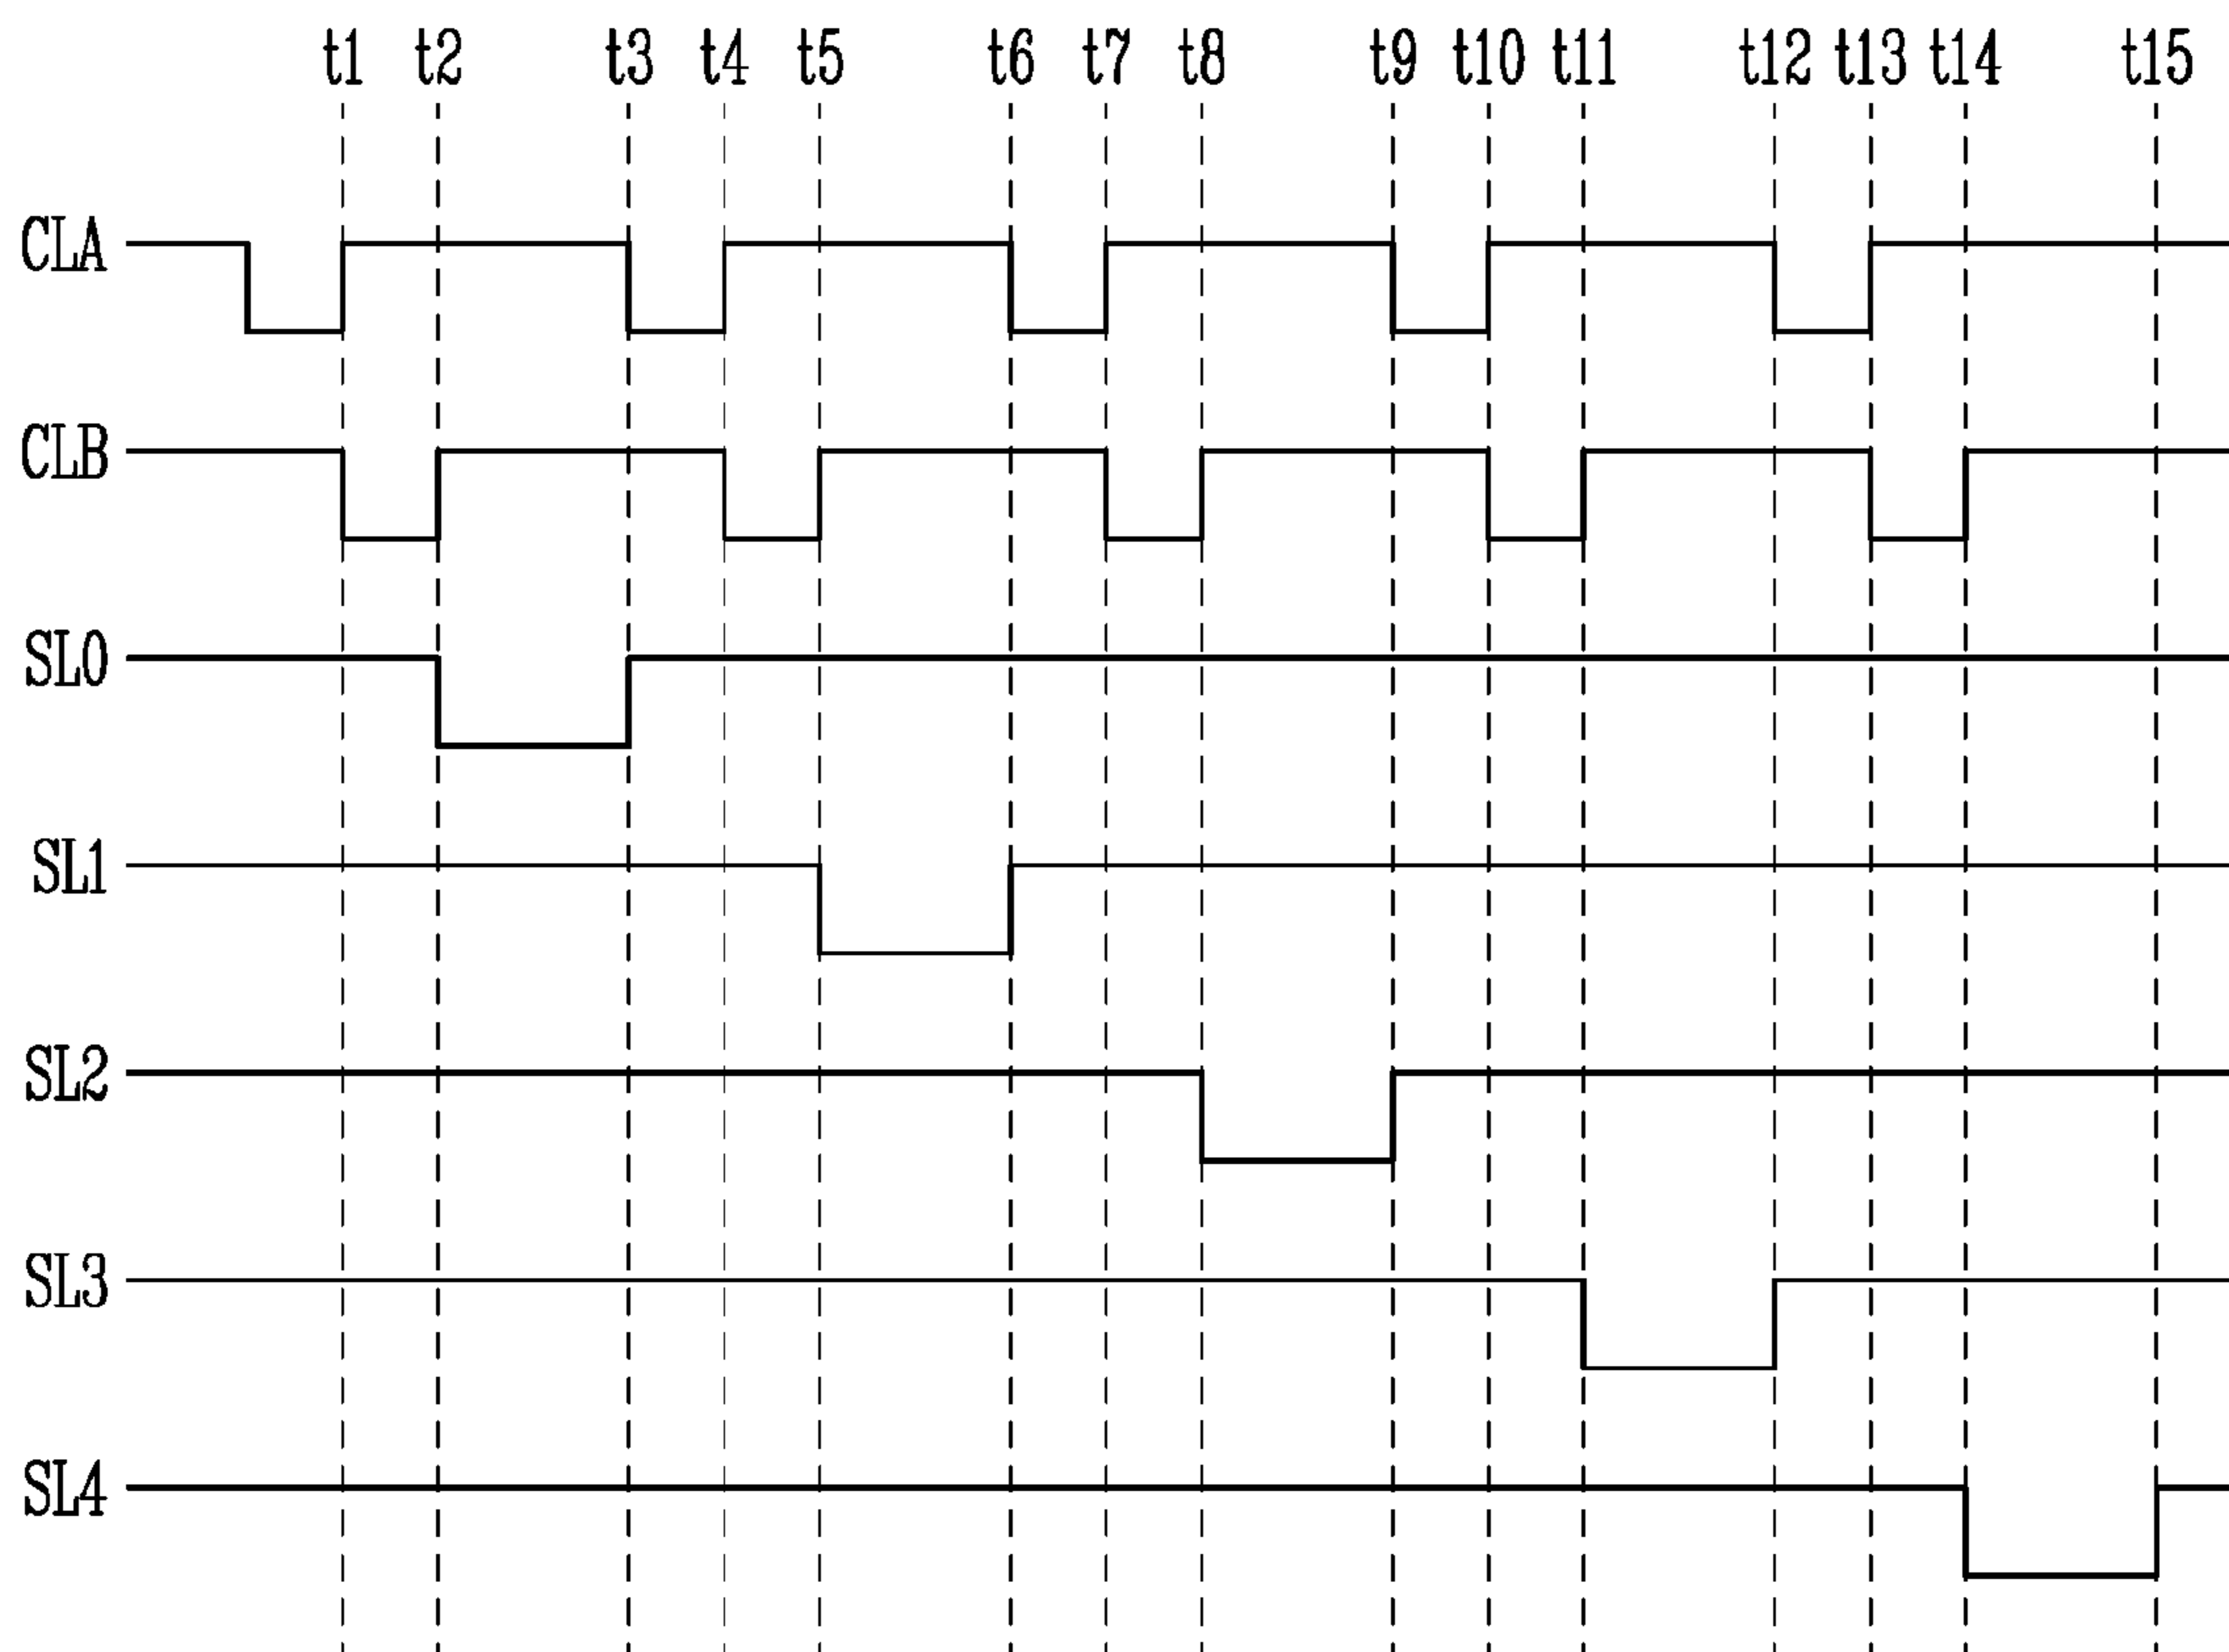 t1 t2 t3 t4 t5 t6 t7 t8 t9 t10 t11 t12 t13 t14 t15
CLA
CLB
SL0
SL1
SL2
SL3
SL4